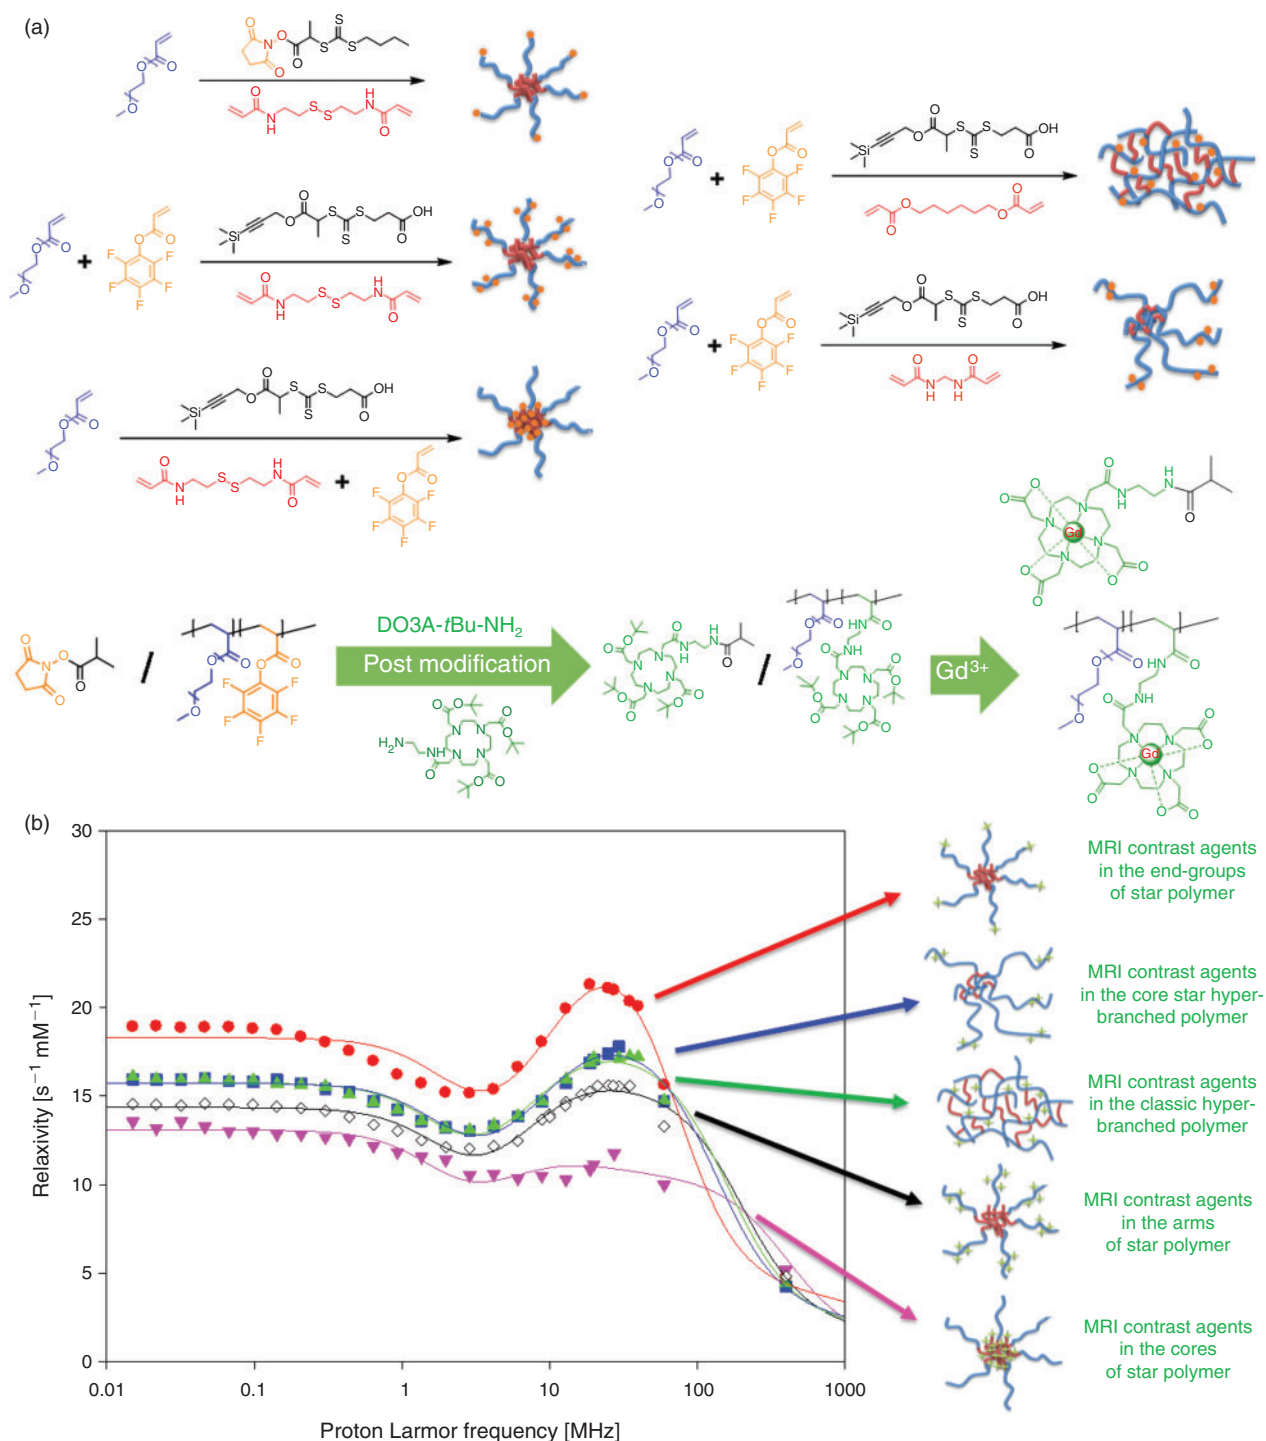 (a)
DO3A-tBu-NH2
Post modification
Gd3+
Gd
Gd
(b)
Relaxivity [s−1 mM−1]
30
25
20
15
10
5
0
0.01
0.1
1
10
100
1000
Proton Larmor frequency [MHz]
MRI contrast agents
in the end-groups
of star polymer
MRI contrast agents
in the core star hyper-
branched polymer
MRI contrast agents
in the classic hyper-
branched polymer
MRI contrast agents
in the arms
of star polymer
MRI contrast agents
in the cores
of star polymer